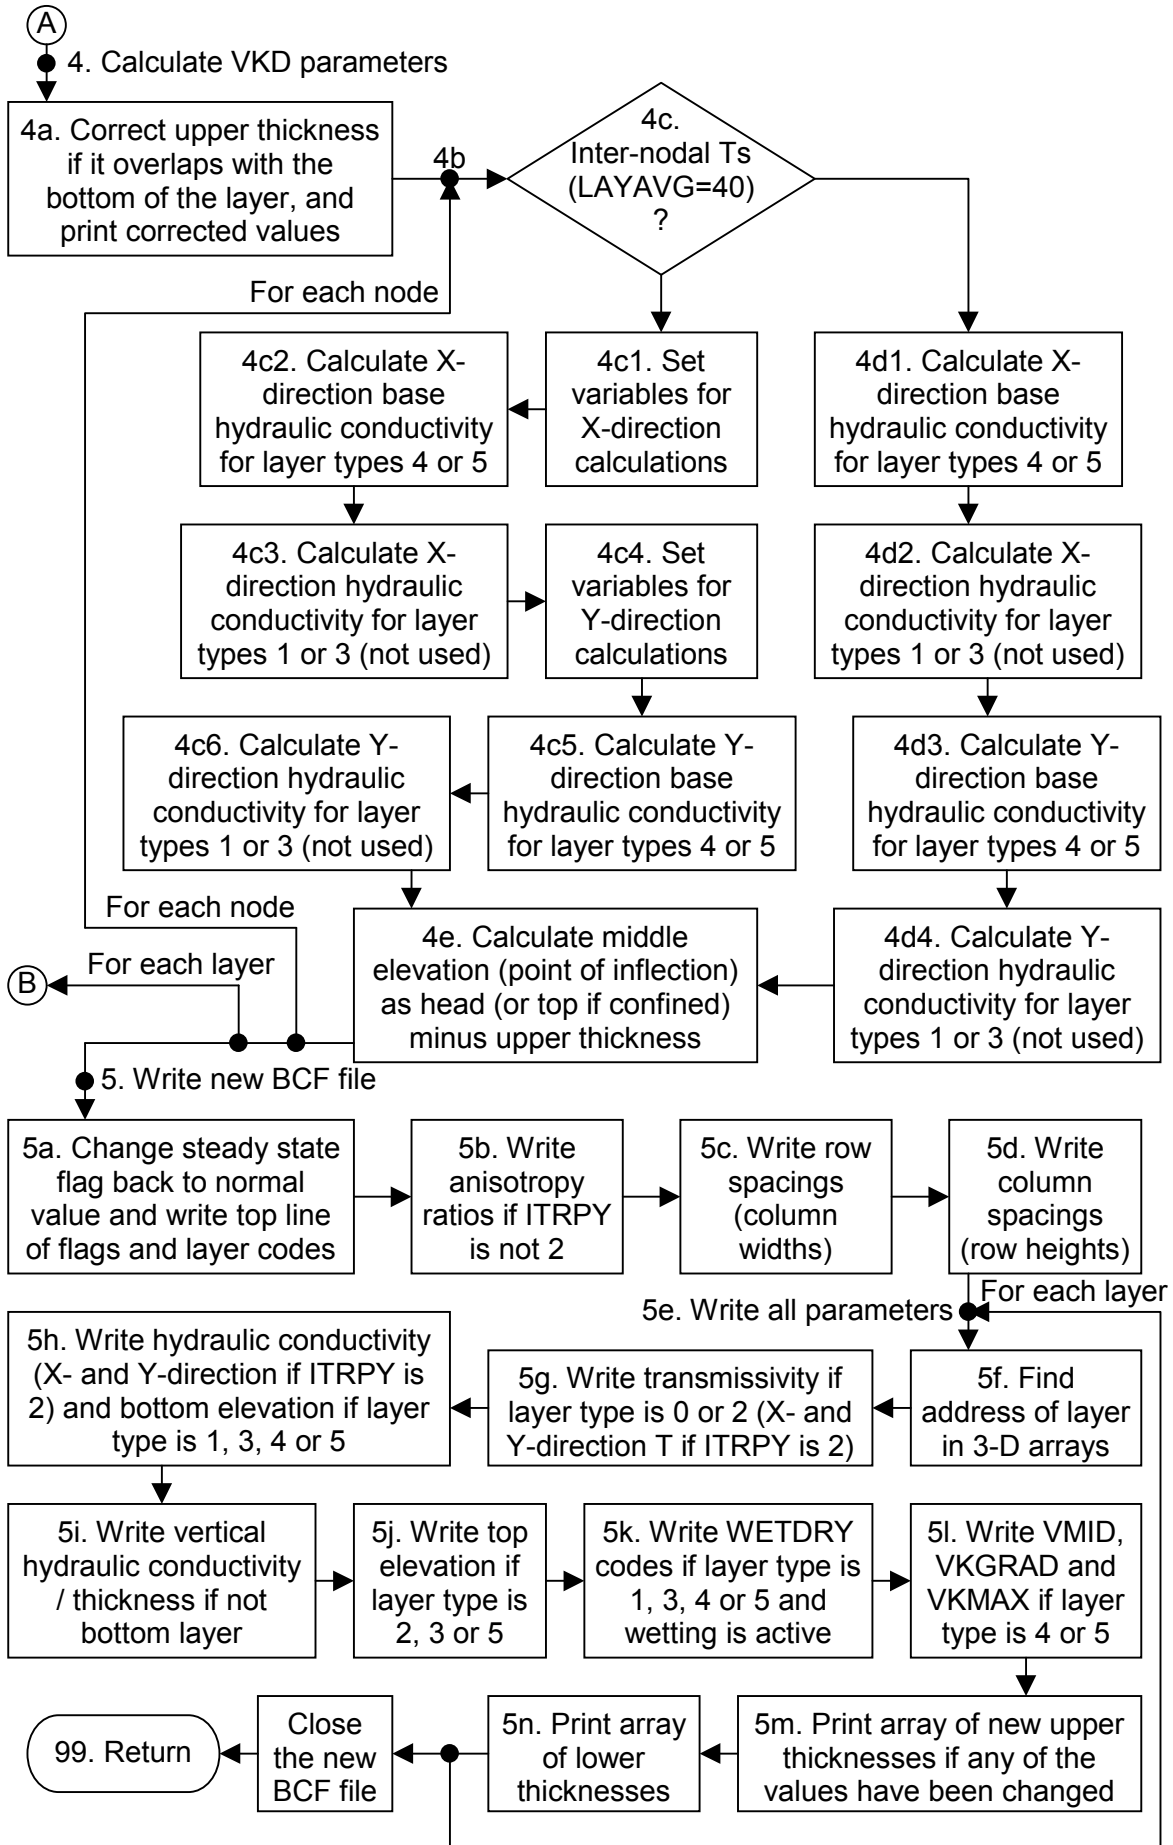 A
4. Calculate VKD parameters
4a. Correct upper thickness
if it overlaps with the
bottom of the layer, and
print corrected values
4b
4c.
Inter-nodal Ts
(LAYAVG=40)
?
For each node
4c2. Calculate X-
direction base
hydraulic conductivity
for layer types 4 or 5
4c1. Set
variables for
X-direction
calculations
4d1. Calculate X-
direction base
hydraulic conductivity
for layer types 4 or 5
4c3. Calculate X-
direction hydraulic
conductivity for layer
types 1 or 3 (not used)
4c4. Set
variables for
Y-direction
calculations
4d2. Calculate X-
direction hydraulic
conductivity for layer
types 1 or 3 (not used)
4c6. Calculate Y-
direction hydraulic
conductivity for layer
types 1 or 3 (not used)
4c5. Calculate Y-
direction base
hydraulic conductivity
for layer types 4 or 5
4d3. Calculate Y-
direction base
hydraulic conductivity
for layer types 4 or 5
For each node
For each layer
B
4e. Calculate middle
elevation (point of inflection)
as head (or top if confined)
minus upper thickness
4d4. Calculate Y-
direction hydraulic
conductivity for layer
types 1 or 3 (not used)
5. Write new BCF file
5a. Change steady state
flag back to normal
value and write top line
of flags and layer codes
5b. Write
anisotropy
ratios if ITRPY
is not 2
5c. Write row
spacings
(column
widths)
5d. Write
column
spacings
(row heights)
For each layer
5e. Write all parameters
5h. Write hydraulic conductivity
(X- and Y-direction if ITRPY is
2) and bottom elevation if layer
type is 1, 3, 4 or 5
5g. Write transmissivity if
layer type is 0 or 2 (X- and
Y-direction T if ITRPY is 2)
5f. Find
address of layer
in 3-D arrays
5i. Write vertical
hydraulic conductivity
/ thickness if not
bottom layer
5j. Write top
elevation if
layer type is
2, 3 or 5
5k. Write WETDRY
codes if layer type is
1, 3, 4 or 5 and
wetting is active
5l. Write VMID,
VKGRAD and
VKMAX if layer
type is 4 or 5
99. Return
Close
the new
BCF file
5n. Print array
of lower
thicknesses
5m. Print array of new upper
thicknesses if any of the
values have been changed